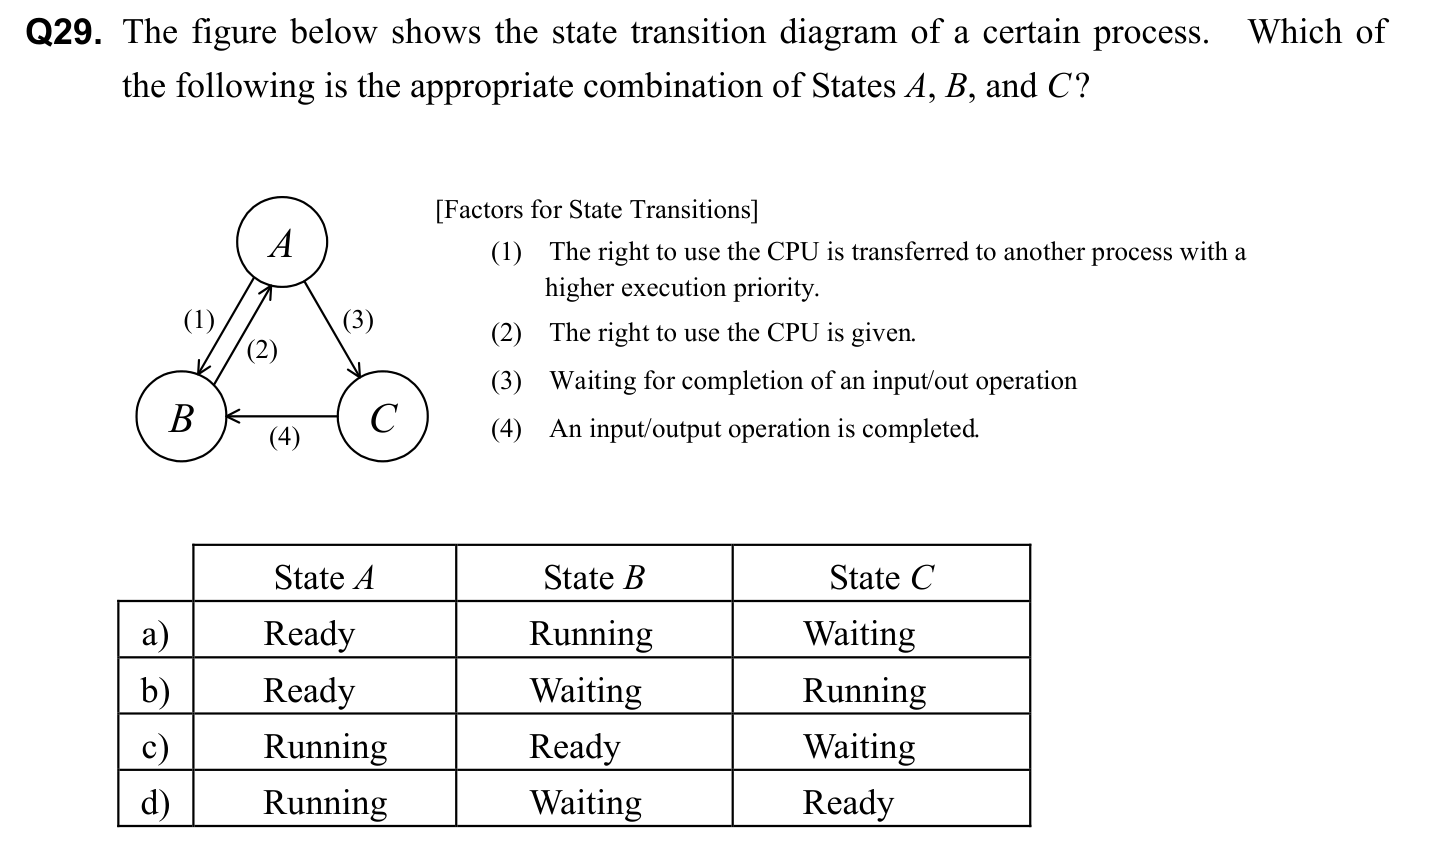 Q29. The figure below shows the state transition diagram of a certain process. Which of
the following is the appropriate combination of States A, B, and C?
A
B
C
(1)
(2)
(3)
(4)
[Factors for State Transitions]
(1) The right to use the CPU is transferred to another process with a
higher execution priority.
(2) The right to use the CPU is given.
(3) Waiting for completion of an input/out operation
(4) An input/output operation is completed.
State A State B State C
a) Ready Running Waiting
b) Ready Waiting Running
c) Running Ready Waiting
d) Running Waiting Ready